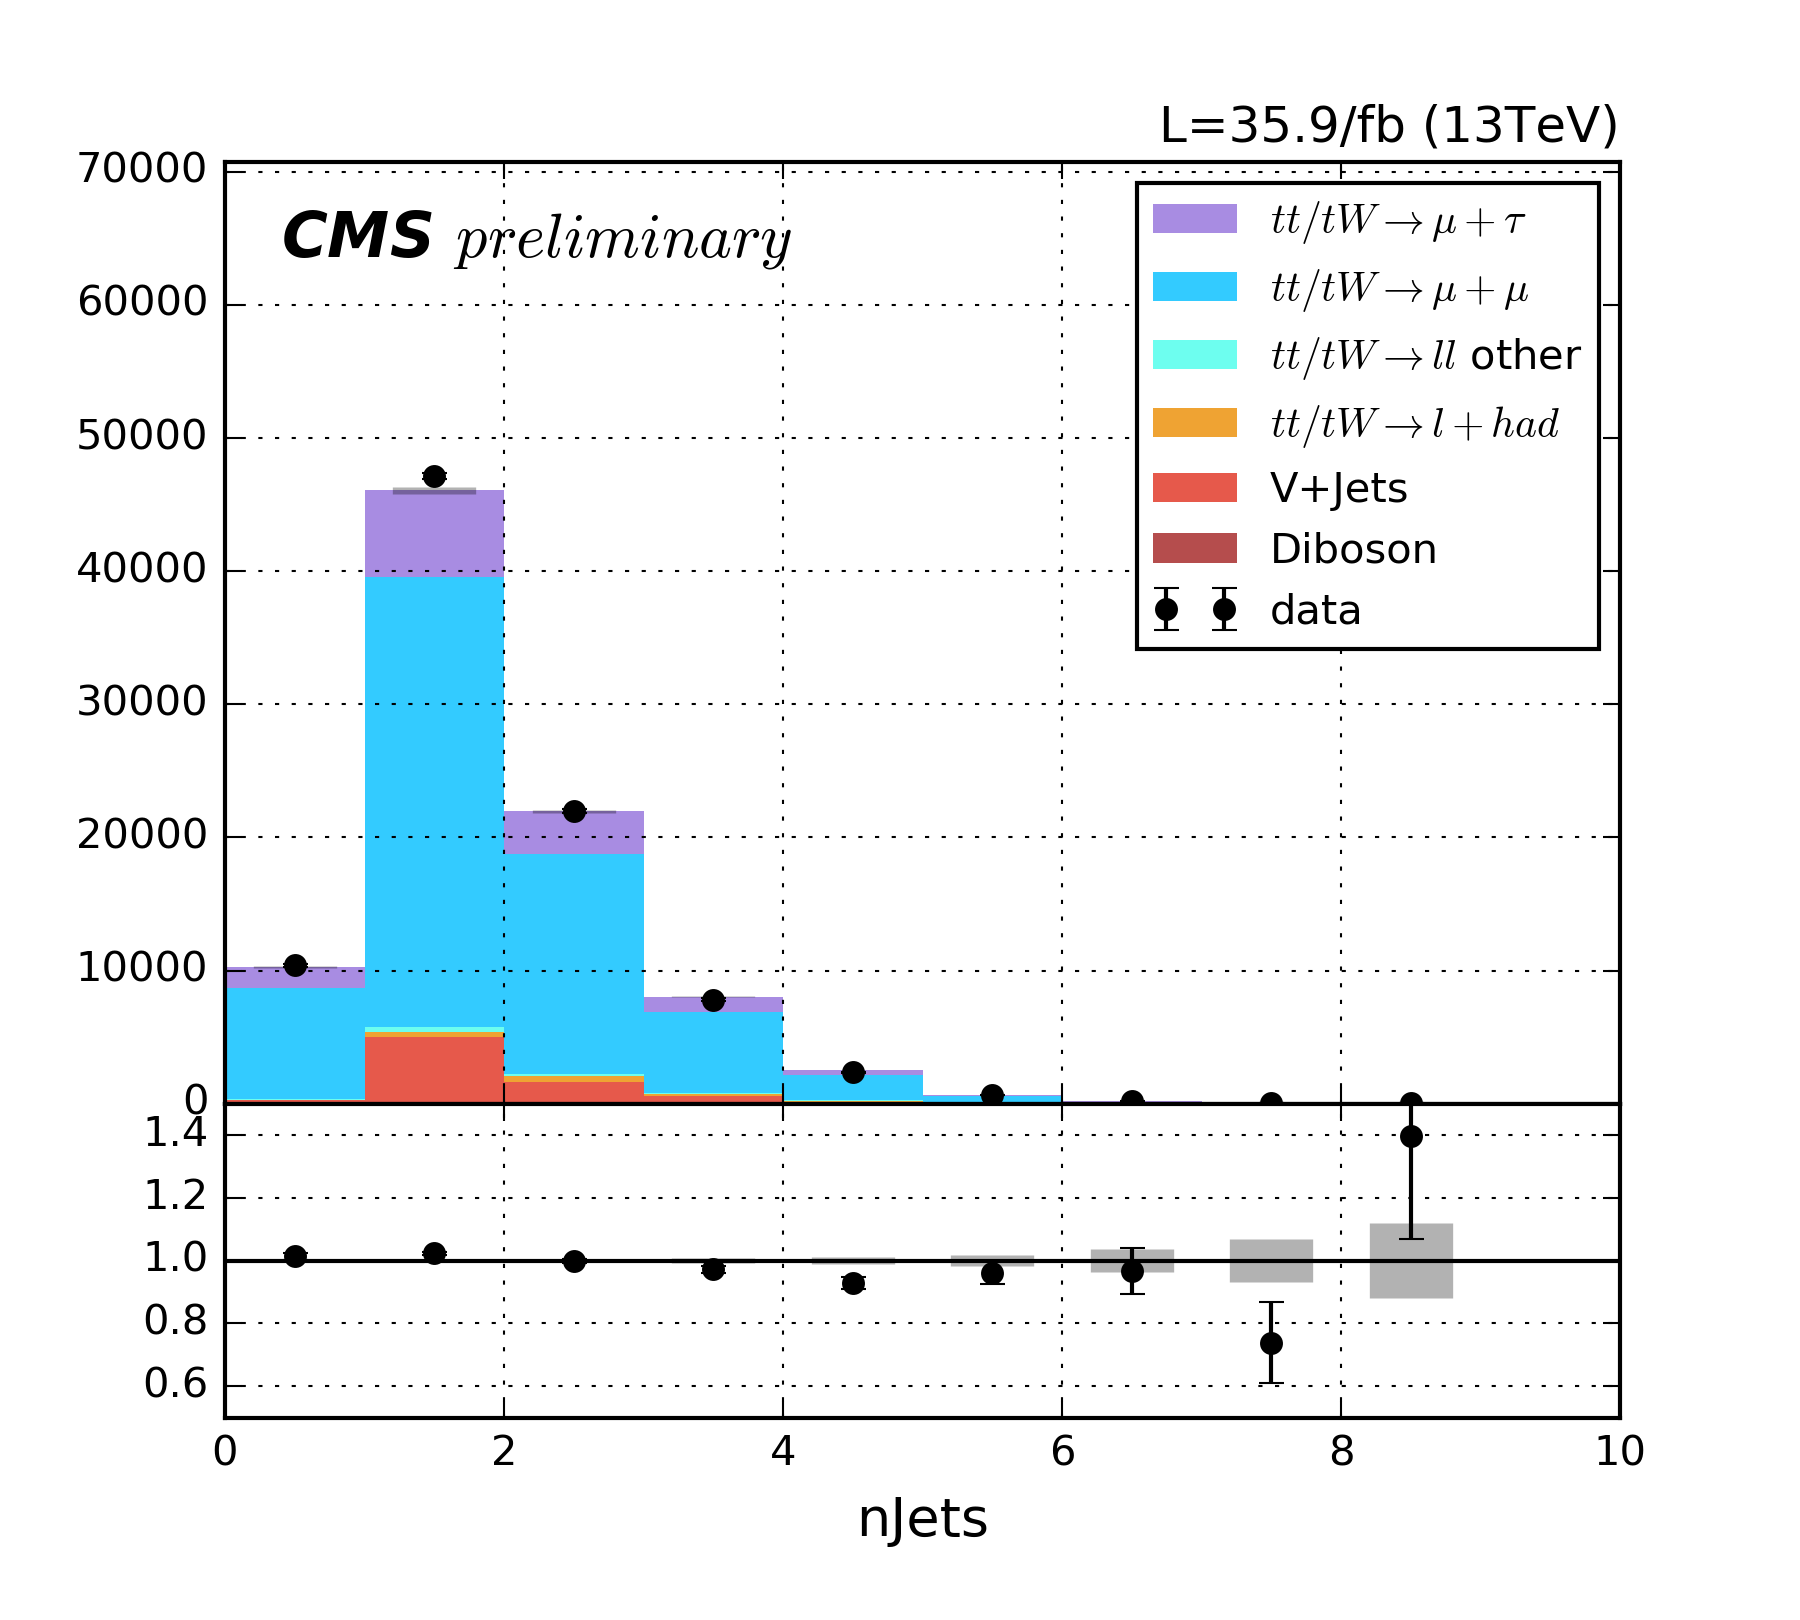 L=35.9/fb (13TeV)
CMS preliminary
70000
60000
50000
40000
30000
20000
10000
0
tt/tW → μ + τ
tt/tW → μ + μ
tt/tW → ll other
tt/tW → l + had
V+Jets
Diboson
data
1.4
1.2
1.0
0.8
0.6
0 2 4 6 8 10
nJets